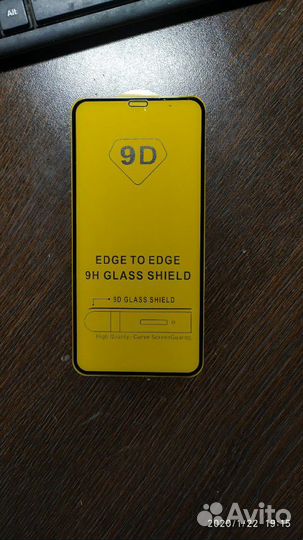 Alt
9D
EDGE TO EDGE
9H GLASS SHIELD
9D GLASS SHIELD
High Quality: Curve ScreenGuards
2020/1/22 19:15
Avito